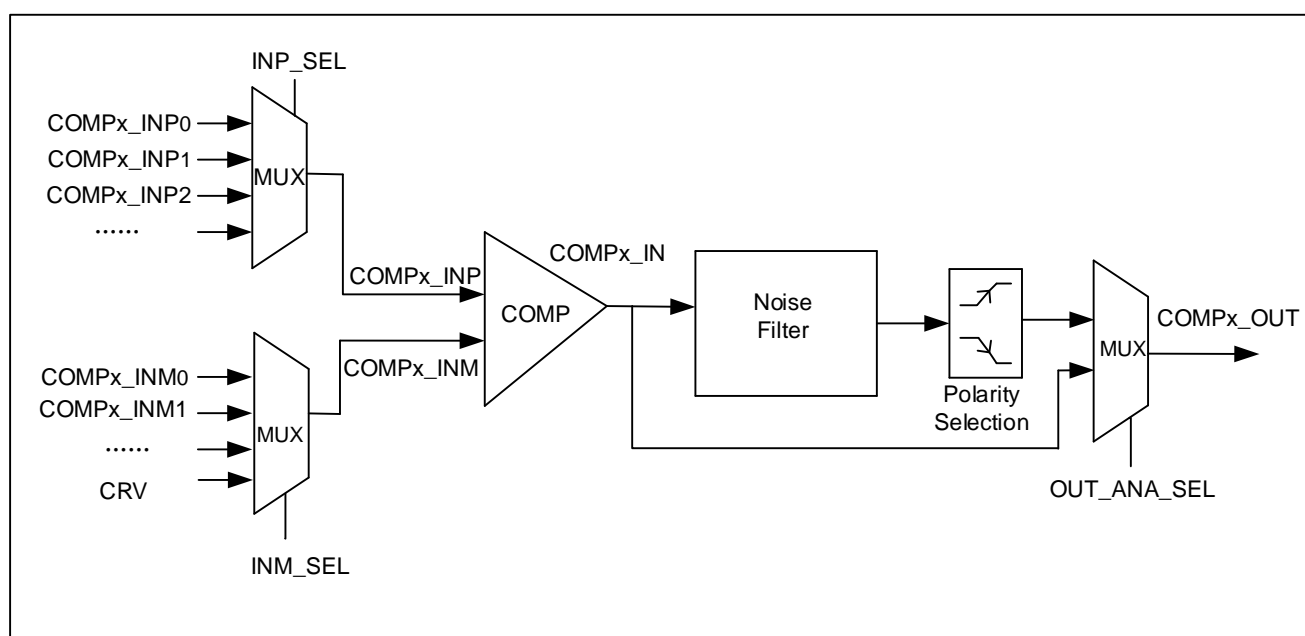 INP_SEL
COMPx_INP0
COMPx_INP1
COMPx_INP2
......
MUX
COMPx_INP
COMPx_INM
COMP
COMPx_IN
Noise
Filter
Polarity
Selection
MUX
COMPx_OUT
OUT_ANA_SEL
COMPx_INM0
COMPx_INM1
......
CRV
MUX
INM_SEL